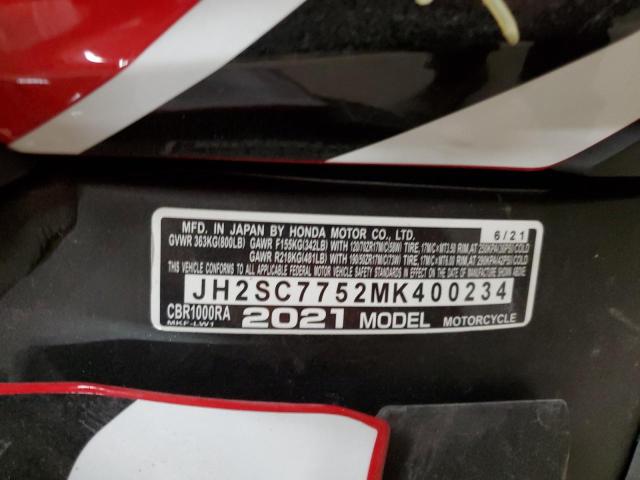 MFD. IN JAPAN BY HONDA MOTOR CO., LTD. 6/21
GVWR 363KG(800LB) GAWR F155KG(342LB) WITH 120/70ZR17M/C(58W) TIRE, 17M/C×MT3.50 RIM, AT 250KPA(36PSI)COLD
GAWR R218KG(481LB) WITH 190/50ZR17M/C(73W) TIRE, 17M/C×MT6.00 RIM, AT 290KPA(42PSI)COLD
THIS VEHICLE CONFORMS TO ALL APPLICABLE FEDERAL MOTOR
VEHICLE SAFETY STANDARDS IN EFFECT ON THE DATE OF MANUFACTURE SHOWN ABOVE.
JH2SC7752MK400234
CBR1000RA 2021 MODEL MOTORCYCLE
MKF-LW1